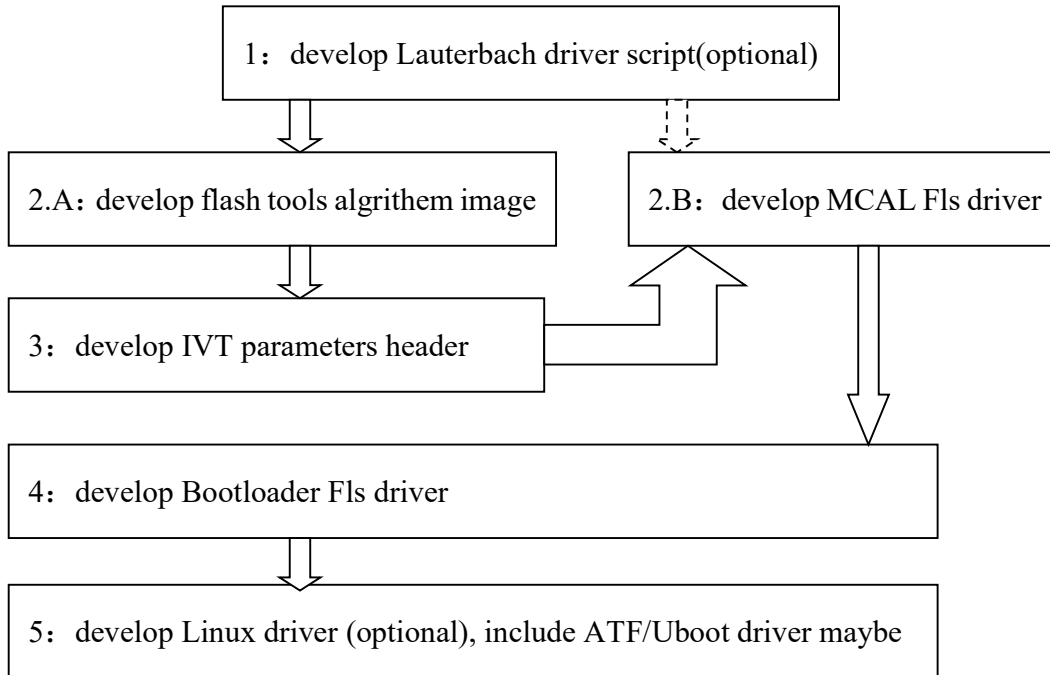 1：develop Lauterbach driver script(optional)
2.A：develop flash tools algrithem image
2.B：develop MCAL Fls driver
3：develop IVT parameters header
4：develop Bootloader Fls driver
5：develop Linux driver (optional), include ATF/Uboot driver maybe